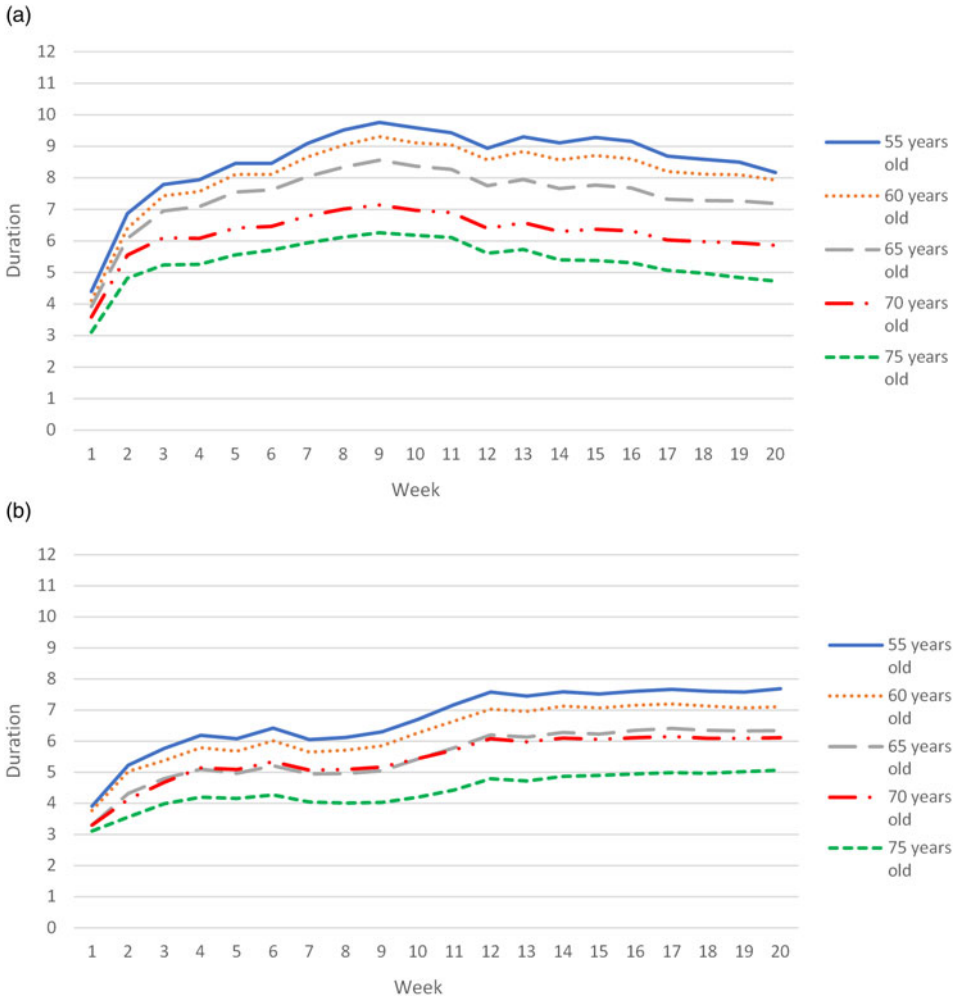 (a)
12
11
10
9
8
7
6
5
4
3
2
1
0
Duration
1 2 3 4 5 6 7 8 9 10 11 12 13 14 15 16 17 18 19 20
Week
55 years
old
60 years
old
65 years
old
70 years
old
75 years
old
(b)
12
11
10
9
8
7
6
5
4
3
2
1
0
Duration
1 2 3 4 5 6 7 8 9 10 11 12 13 14 15 16 17 18 19 20
Week
55 years
old
60 years
old
65 years
old
70 years
old
75 years
old